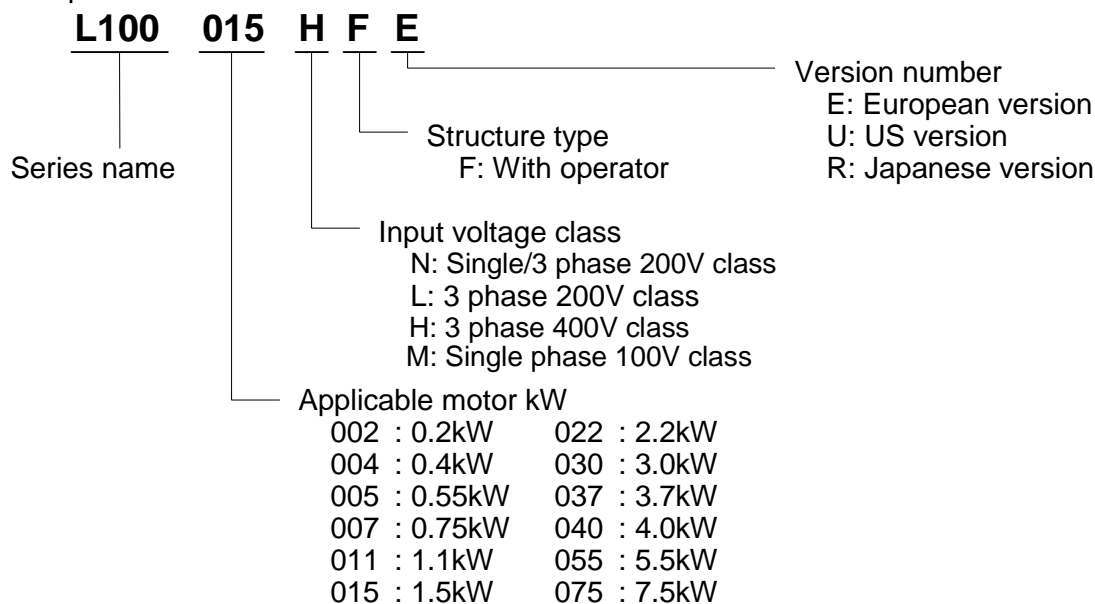 L100 015 H F E
Version number
E: European version
U: US version
R: Japanese version
Structure type
F: With operator
Series name
Input voltage class
N: Single/3 phase 200V class
L: 3 phase 200V class
H: 3 phase 400V class
M: Single phase 100V class
Applicable motor kW
002 : 0.2kW 022 : 2.2kW
004 : 0.4kW 030 : 3.0kW
005 : 0.55kW 037 : 3.7kW
007 : 0.75kW 040 : 4.0kW
011 : 1.1kW 055 : 5.5kW
015 : 1.5kW 075 : 7.5kW